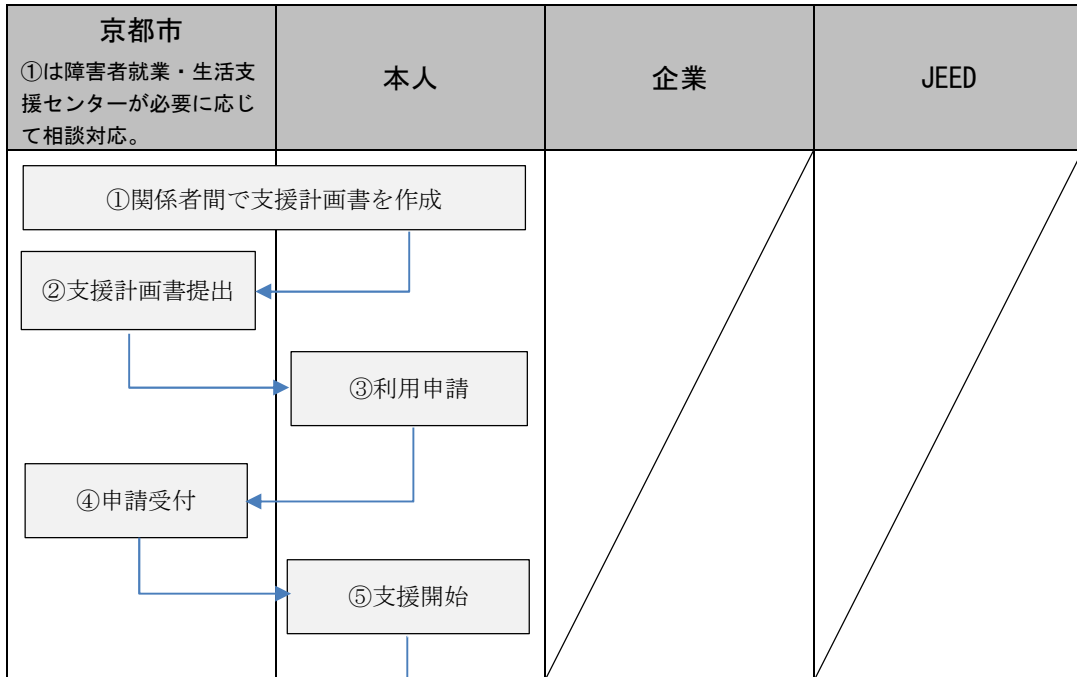 京都市
①は障害者就業・生活支
援センターが必要に応じ
て相談対応。
本人
企業
JEED
①関係者間で支援計画書を作成
②支援計画書提出
③利用申請
④申請受付
⑤支援開始